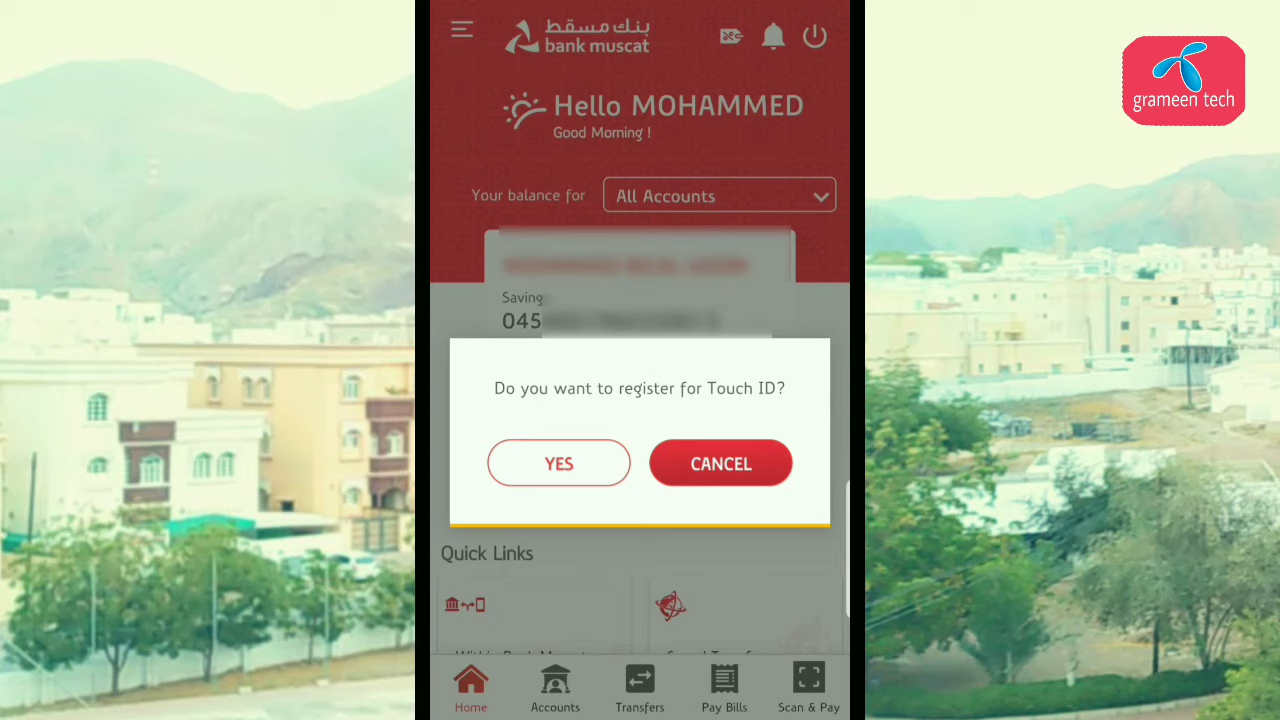 بنك مسقط
bank muscat
Hello MOHAMMED
Good Morning !
Your balance for
All Accounts
Saving
045
Do you want to register for Touch ID?
YES
CANCEL
Quick Links
Home
Accounts
Transfers
Pay Bills
Scan & Pay
grameen tech